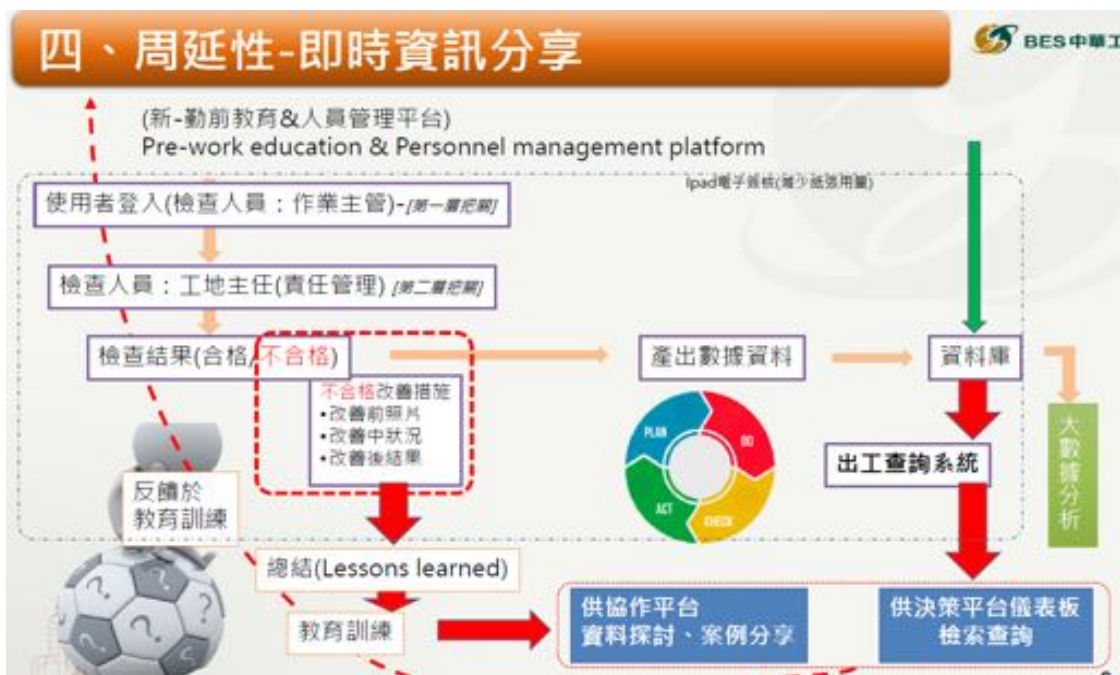 四、周延性-即時資訊分享
BES中華工
(新-勤前教育&人員管理平台)
Pre-work education & Personnel management platform
Ipad電子簽核(減少紙張用量)
使用者登入(檢查人員：作業主管)-[第一層把關]
檢查人員：工地主任(責任管理) [第二層把關]
檢查結果(合格/不合格)
產出數據資料
資料庫
不合格改善措施
•改善前照片
•改善中狀況
•改善後結果
PLAN
DO
ACT
CHECK
出工查詢系統
大數據分析
反饋於
教育訓練
總結(Lessons learned)
教育訓練
供協作平台
資料探討、案例分享
供決策平台儀表板
檢索查詢